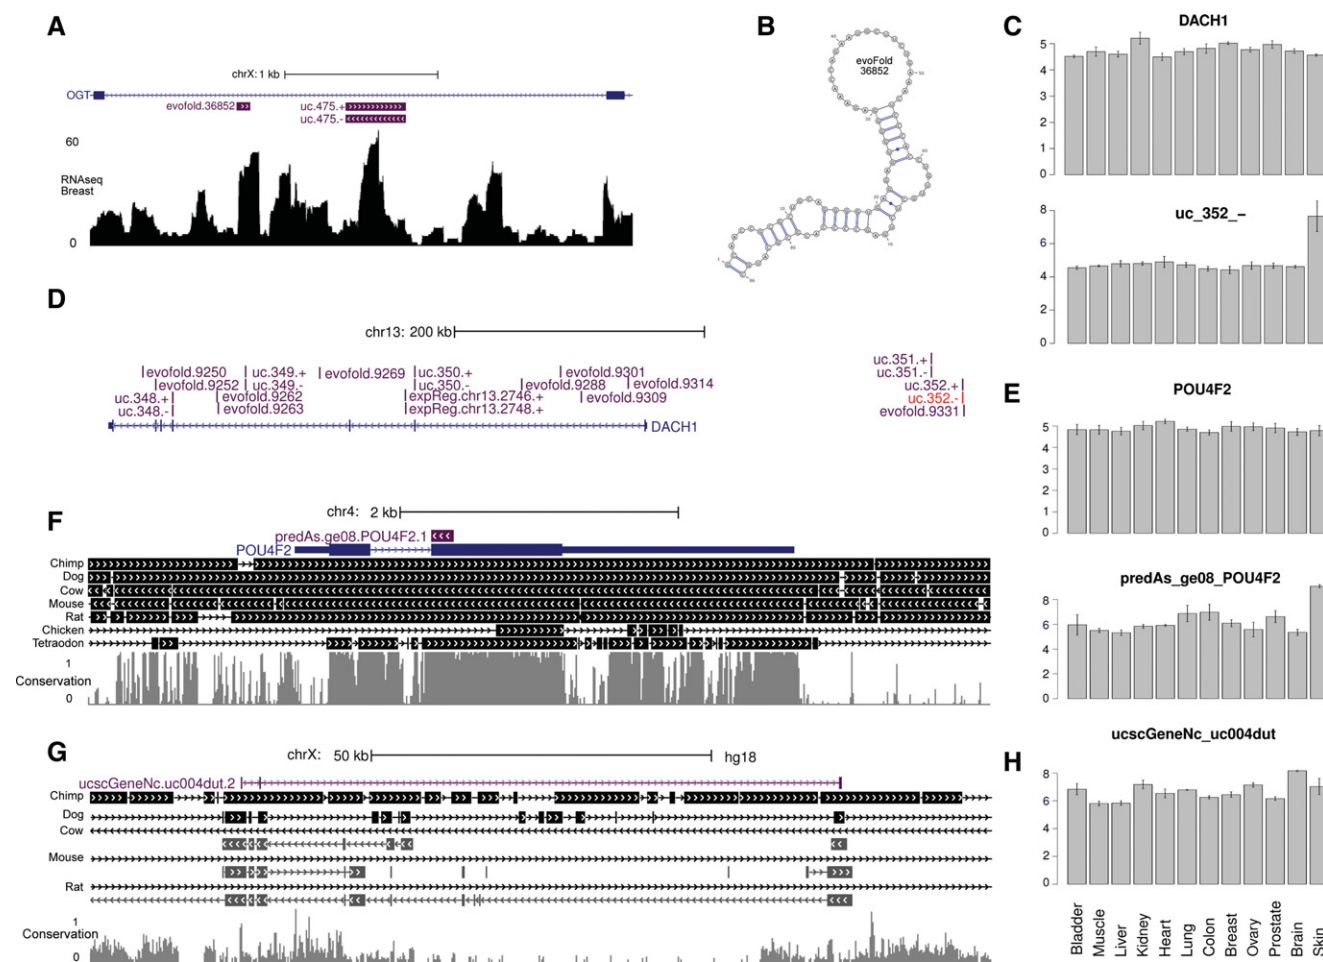 A
chrX: 1 kb
OGT
evofold.36852
uc.475.+
uc.475.-
60
RNAseq
Breast
0
B
evoFold
36852
C
DACH1
5
4
3
2
1
0
uc_352_–
8
6
4
2
0
D
chr13: 200 kb
evofold.9250
uc.349.+
evofold.9269
uc.350.+
evofold.9301
evofold.9252
uc.349.-
uc.350.-
evofold.9288
evofold.9314
uc.348.+
evofold.9262
expReg.chr13.2746.+
evofold.9309
uc.348.-
evofold.9263
expReg.chr13.2748.+
uc.351.+
uc.351.-
uc.352.+
uc.352.-
evofold.9331
DACH1
E
POU4F2
5
4
3
2
1
0
predAs_ge08_POU4F2
8
6
4
2
0
F
chr4: 2 kb
predAs.ge08.POU4F2.1
POU4F2
Chimp
Dog
Cow
Mouse
Rat
Chicken
Tetraodon
1
Conservation
0
G
chrX: 50 kb
hg18
ucscGeneNc.uc004dut.2
Chimp
Dog
Cow
Mouse
Rat
1
Conservation
0
H
ucscGeneNc_uc004dut
8
6
4
2
0
Bladder
Muscle
Liver
Kidney
Heart
Lung
Colon
Breast
Ovary
Prostate
Brain
Skin